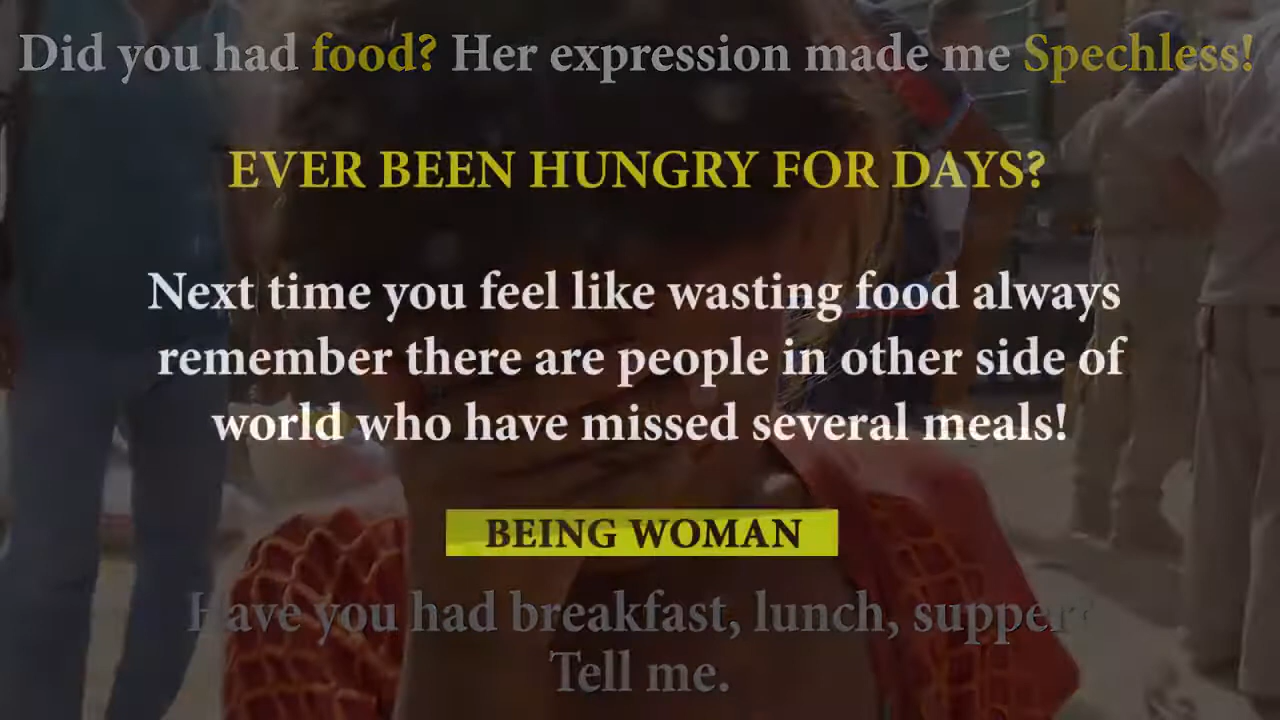 Did you had food? Her expression made me Spechless!
EVER BEEN HUNGRY FOR DAYS?
Next time you feel like wasting food always
remember there are people in other side of
world who have missed several meals!
BEING WOMAN
Have you had breakfast, lunch, supper?
Tell me.